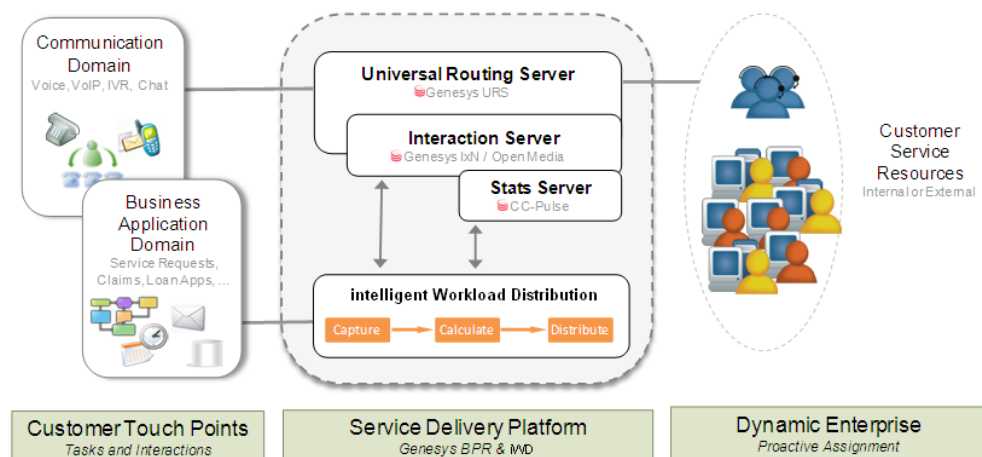 Communication
Domain
Voice, VoIP, IVR, Chat
Business
Application
Domain
Service Requests,
Claims, Loan Apps, ...
Universal Routing Server
Genesys URS
Interaction Server
Genesys IxN / Open Media
Stats Server
CC-Pulse
intelligent Workload Distribution
Capture
Calculate
Distribute
Customer
Service
Resources
Internal or External
Customer Touch Points
Tasks and Interactions
Service Delivery Platform
Genesys BPR & iWD
Dynamic Enterprise
Proactive Assignment